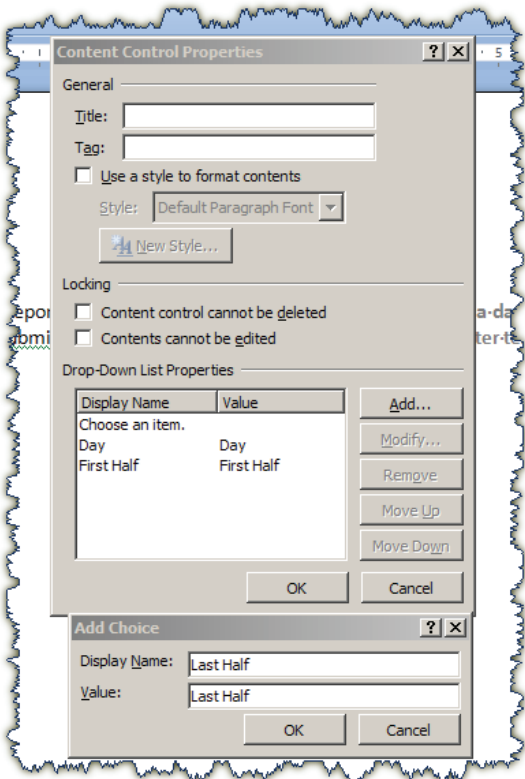 1
5
Content Control Properties
General
Title:
Tag:
Use a style to format contents
Style: Default Paragraph Font
New Style...
Locking
Content control cannot be deleted
Contents cannot be edited
Drop-Down List Properties
Display Name Value
Choose an item.
Day Day
First Half First Half
Add...
Modify...
Remove
Move Up
Move Down
OK Cancel
Add Choice
Display Name: Last Half
Value: Last Half
OK Cancel